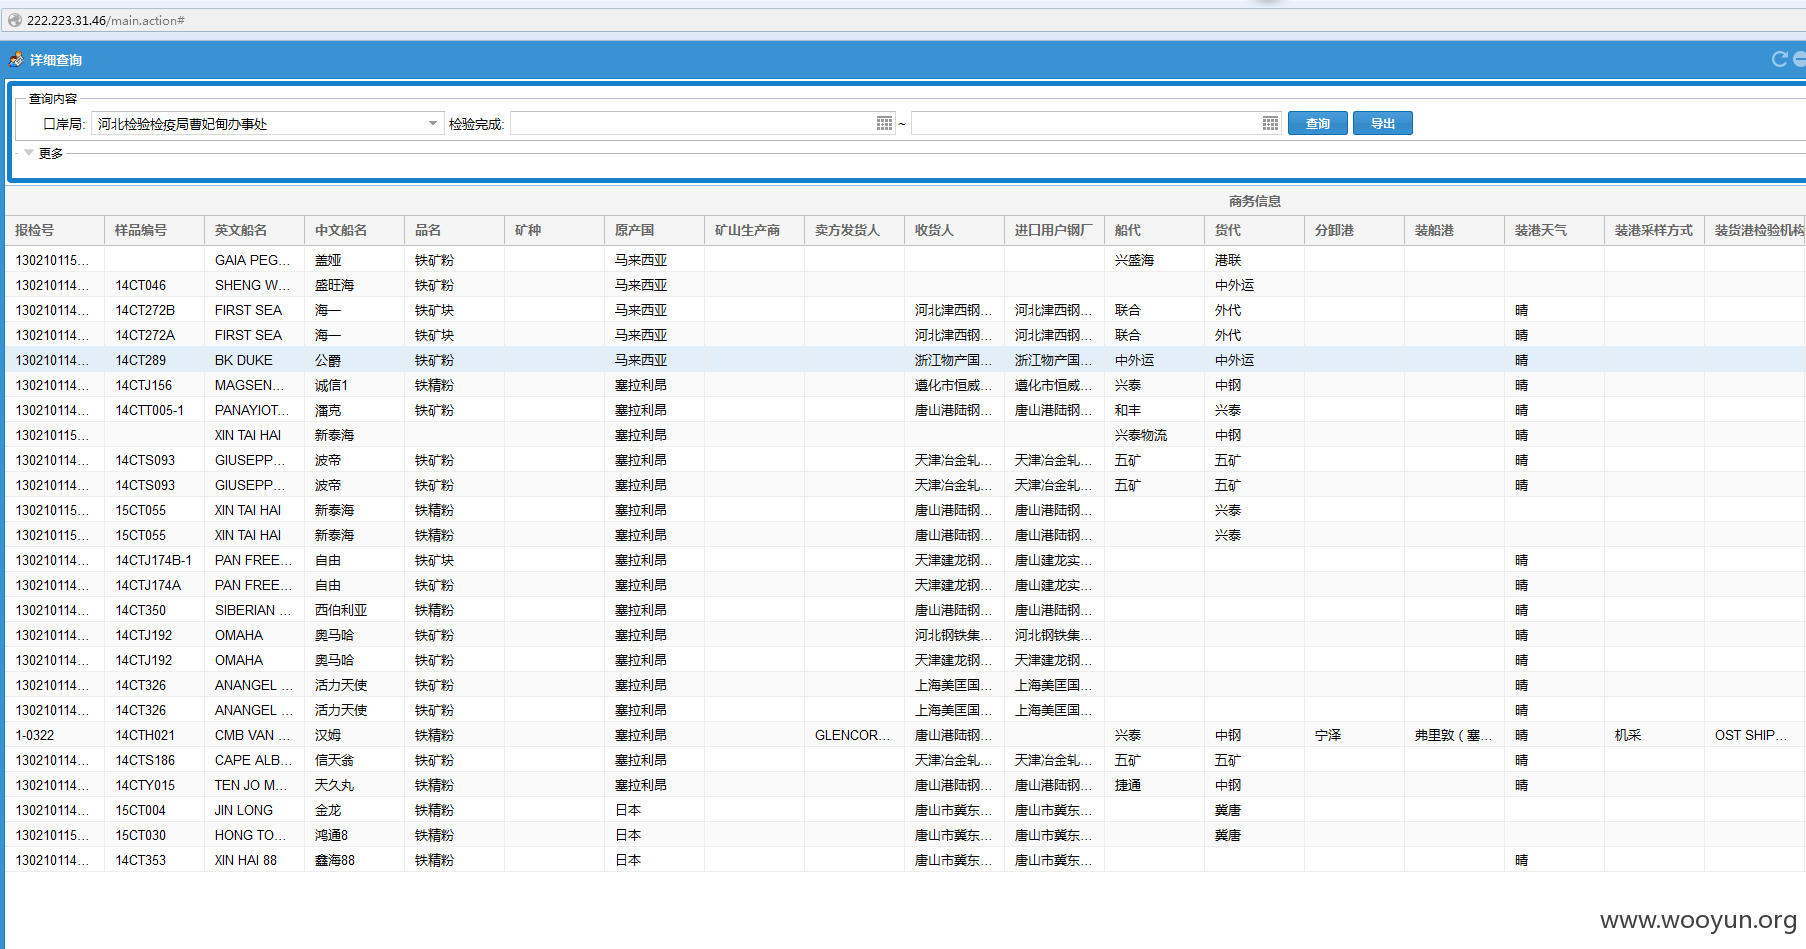 222.223.31.46/main.action#
详细查询
查询内容
口岸局: 河北检验检疫局曹妃甸办事处 检验完成: ~ 查询 导出
更多
商务信息
报检号 样品编号 英文船名 中文船名 品名 矿种 原产国 矿山生产商 卖方发货人 收货人 进口用户钢厂 船代 货代 分卸港 装船港 装港天气 装港采样方式 装货港检验机构
130210115... GAIA PEG... 盖娅 铁矿粉 马来西亚 兴盛海 港联
130210114... 14CT046 SHENG W... 盛旺海 铁矿粉 马来西亚 中外运
130210114... 14CT272B FIRST SEA 海一 铁矿块 马来西亚 河北津西钢... 河北津西钢... 联合 外代 晴
130210114... 14CT272A FIRST SEA 海一 铁矿块 马来西亚 河北津西钢... 河北津西钢... 联合 外代 晴
130210114... 14CT289 BK DUKE 公爵 铁矿粉 马来西亚 浙江物产国... 浙江物产国... 中外运 中外运 晴
130210114... 14CTJ156 MAGSEN... 诚信1 铁精粉 塞拉利昂 遵化市恒威... 遵化市恒威... 兴泰 中钢 晴
130210114... 14CTT005-1 PANAYIOT... 潘克 铁矿粉 塞拉利昂 唐山港陆钢... 唐山港陆钢... 和丰 兴泰 晴
130210115... XIN TAI HAI 新泰海 塞拉利昂 兴泰物流 中钢 晴
130210114... 14CTS093 GIUSEPP... 波帝 铁矿粉 塞拉利昂 天津冶金轧... 天津冶金轧... 五矿 五矿 晴
130210114... 14CTS093 GIUSEPP... 波帝 铁矿粉 塞拉利昂 天津冶金轧... 天津冶金轧... 五矿 五矿 晴
130210115... 15CT055 XIN TAI HAI 新泰海 铁精粉 塞拉利昂 唐山港陆钢... 唐山港陆钢... 兴泰
130210115... 15CT055 XIN TAI HAI 新泰海 铁精粉 塞拉利昂 唐山港陆钢... 唐山港陆钢... 兴泰
130210114... 14CTJ174B-1 PAN FREE... 自由 铁矿块 塞拉利昂 天津建龙钢... 唐山建龙实... 晴
130210114... 14CTJ174A PAN FREE... 自由 铁矿粉 塞拉利昂 天津建龙钢... 唐山建龙实... 晴
130210114... 14CT350 SIBERIAN ... 西伯利亚 铁精粉 塞拉利昂 唐山港陆钢... 唐山港陆钢... 晴
130210114... 14CTJ192 OMAHA 奥马哈 铁矿粉 塞拉利昂 河北钢铁集... 河北钢铁集... 晴
130210114... 14CTJ192 OMAHA 奥马哈 铁矿粉 塞拉利昂 天津建龙钢... 天津建龙钢... 晴
130210114... 14CT326 ANANGEL ... 活力天使 铁矿粉 塞拉利昂 上海美匡国... 上海美匡国... 晴
130210114... 14CT326 ANANGEL ... 活力天使 铁矿粉 塞拉利昂 上海美匡国... 上海美匡国... 晴
1-0322 14CTH021 CMB VAN ... 汉姆 铁精粉 塞拉利昂 GLENCOR... 唐山港陆钢... 兴泰 中钢 宁泽 弗里敦（塞... 晴 机采 OST SHIP...
130210114... 14CTS186 CAPE ALB... 信天翁 铁矿粉 塞拉利昂 天津冶金轧... 天津冶金轧... 五矿 五矿 晴
130210114... 14CTY015 TEN JO M... 天久丸 铁精粉 塞拉利昂 唐山港陆钢... 唐山港陆钢... 捷通 中钢 晴
130210114... 15CT004 JIN LONG 金龙 铁精粉 日本 唐山市冀东... 唐山市冀东... 冀唐
130210115... 15CT030 HONG TO... 鸿通8 铁精粉 日本 唐山市冀东... 唐山市冀东... 冀唐
130210114... 14CT353 XIN HAI 88 鑫海88 铁精粉 日本 唐山市冀东... 唐山市冀东... 晴
www.wooyun.org